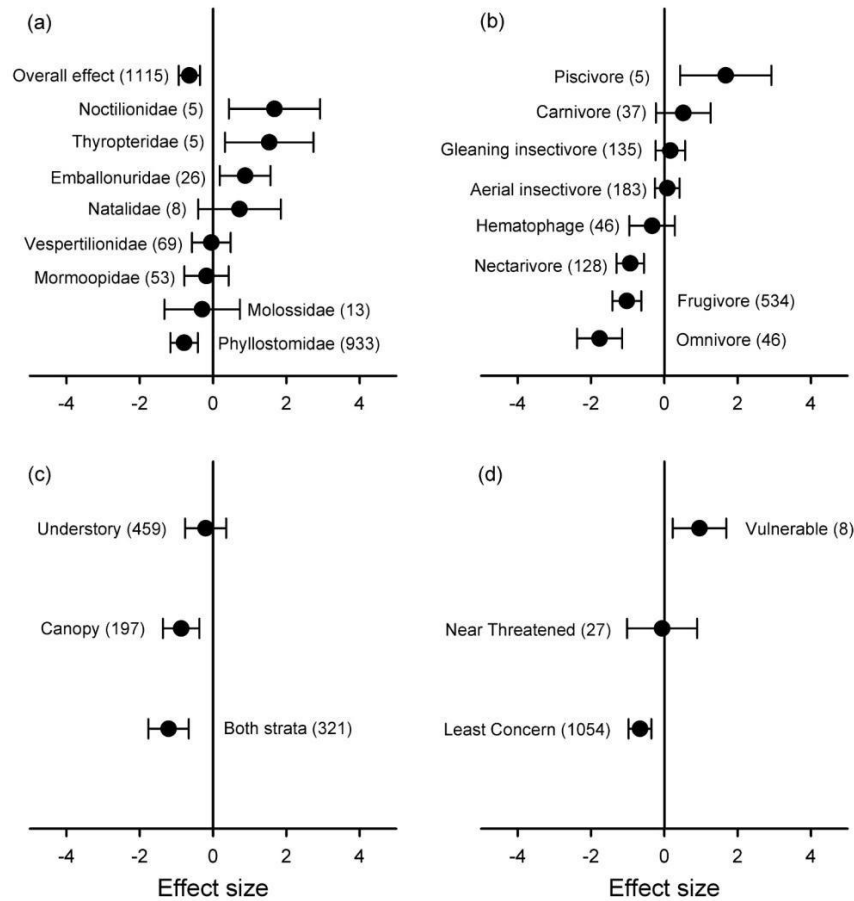 (a)
Overall effect (1115)
Noctilionidae (5)
Thyropteridae (5)
Emballonuridae (26)
Natalidae (8)
Vespertilionidae (69)
Mormoopidae (53)
Molossidae (13)
Phyllostomidae (933)
-4 -2 0 2 4
(b)
Piscivore (5)
Carnivore (37)
Gleaning insectivore (135)
Aerial insectivore (183)
Hematophage (46)
Nectarivore (128)
Frugivore (534)
Omnivore (46)
-4 -2 0 2 4
(c)
Understory (459)
Canopy (197)
Both strata (321)
-4 -2 0 2 4
Effect size
(d)
Vulnerable (8)
Near Threatened (27)
Least Concern (1054)
-4 -2 0 2 4
Effect size